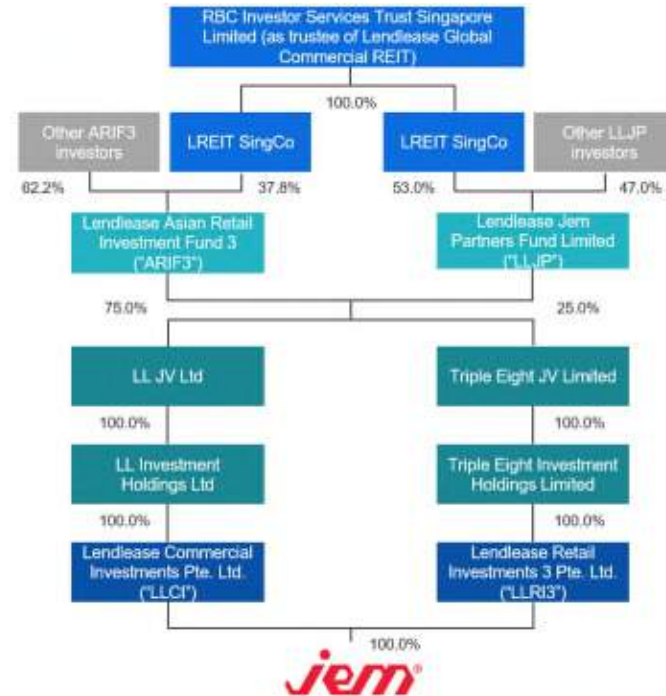 RBC Investor Services Trust Singapore
Limited (as trustee of Lendlease Global
Commercial REIT)
100.0%
Other ARIF3
investors
LREIT SingCo
LREIT SingCo
Other LLJP
investors
62.2%
37.8%
53.0%
47.0%
Lendlease Asian Retail
Investment Fund 3
("ARIF3")
Lendlease Jem
Partners Fund Limited
("LLJP")
75.0%
25.0%
LL JV Ltd
Triple Eight JV Limited
100.0%
100.0%
LL Investment
Holdings Ltd
Triple Eight Investment
Holdings Limited
100.0%
100.0%
Lendlease Commercial
Investments Pte. Ltd.
("LLCI")
Lendlease Retail
Investments 3 Pte. Ltd.
("LLRI3")
100.0%
jem®